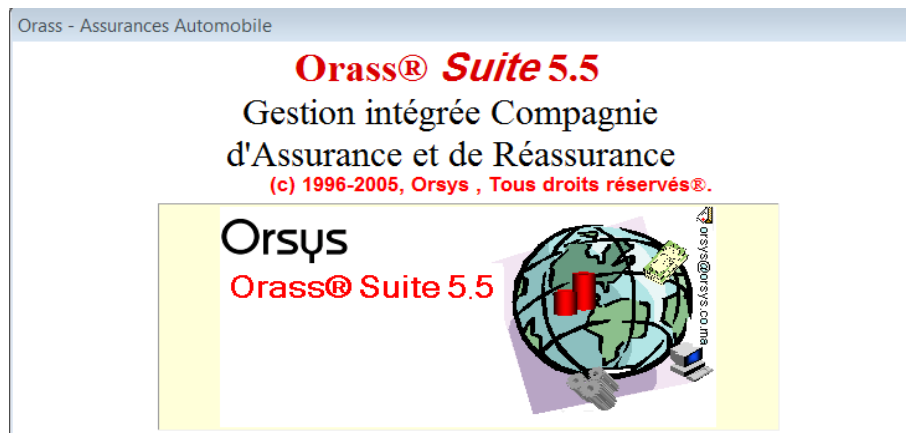 Orass - Assurances Automobile
Orass® Suite 5.5
Gestion intégrée Compagnie
d'Assurance et de Réassurance
(c) 1996-2005, Orsys , Tous droits réservés®.
Orsys
Orass® Suite 5.5
orsys@orsys.co.ma